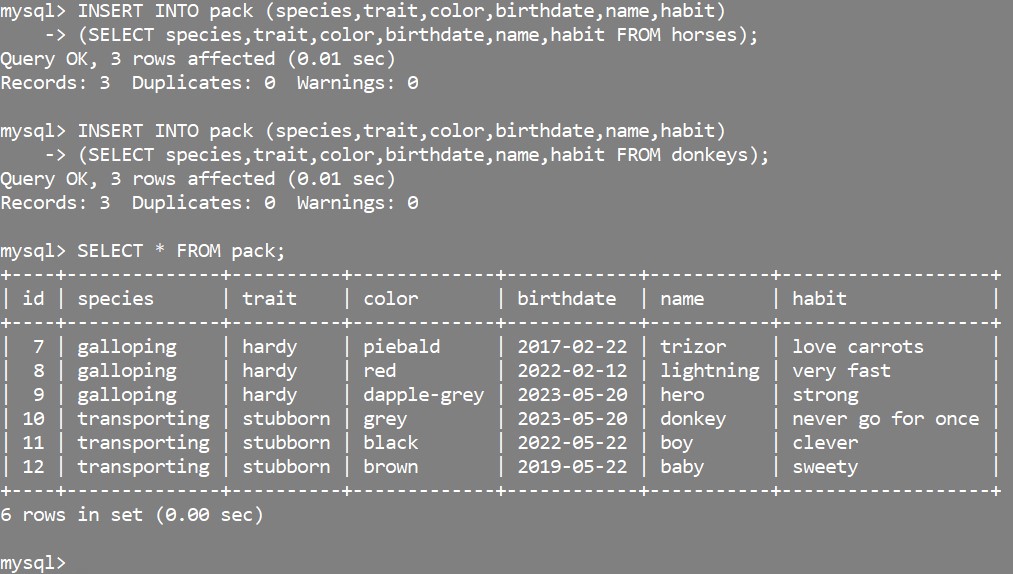 mysql> INSERT INTO pack (species,trait,color,birthdate,name,habit)
    -> (SELECT species,trait,color,birthdate,name,habit FROM horses);
Query OK, 3 rows affected (0.01 sec)
Records: 3  Duplicates: 0  Warnings: 0

mysql> INSERT INTO pack (species,trait,color,birthdate,name,habit)
    -> (SELECT species,trait,color,birthdate,name,habit FROM donkeys);
Query OK, 3 rows affected (0.01 sec)
Records: 3  Duplicates: 0  Warnings: 0

mysql> SELECT * FROM pack;
+----+--------------+----------+-------------+------------+-----------+-------------------+
| id | species      | trait    | color       | birthdate  | name      | habit             |
+----+--------------+----------+-------------+------------+-----------+-------------------+
|  7 | galloping    | hardy    | piebald     | 2017-02-22 | trizor    | love carrots      |
|  8 | galloping    | hardy    | red         | 2022-02-12 | lightning | very fast         |
|  9 | galloping    | hardy    | dapple-grey | 2023-05-20 | hero      | strong            |
| 10 | transporting | stubborn | grey        | 2023-05-20 | donkey    | never go for once |
| 11 | transporting | stubborn | black       | 2022-05-22 | boy       | clever            |
| 12 | transporting | stubborn | brown       | 2019-05-22 | baby      | sweety            |
+----+--------------+----------+-------------+------------+-----------+-------------------+
6 rows in set (0.00 sec)

mysql>